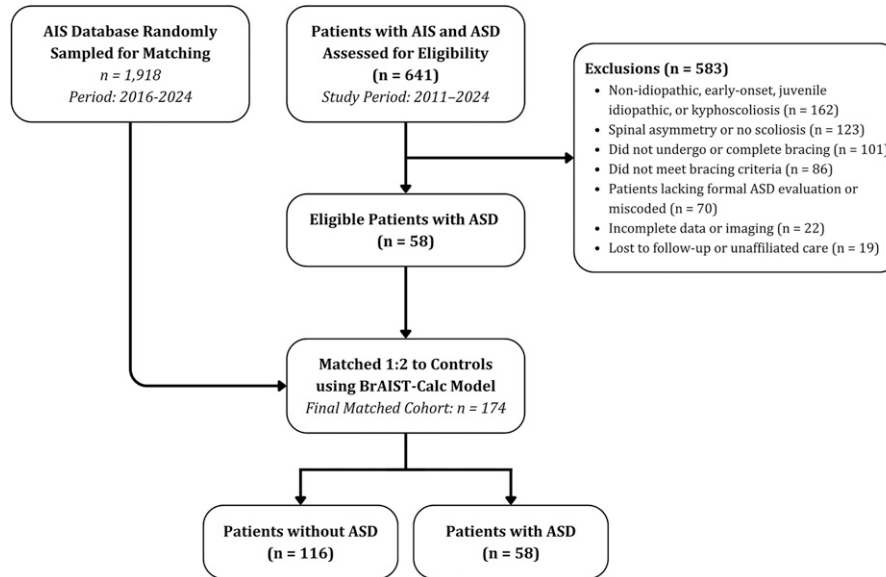 AIS Database Randomly
Sampled for Matching
n = 1,918
Period: 2016-2024
Patients with AIS and ASD
Assessed for Eligibility
(n = 641)
Study Period: 2011–2024
Exclusions (n = 583)
• Non-idiopathic, early-onset, juvenile
idiopathic, or kyphoscoliosis (n = 162)
• Spinal asymmetry or no scoliosis (n = 123)
• Did not undergo or complete bracing (n = 101)
• Did not meet bracing criteria (n = 86)
• Patients lacking formal ASD evaluation or
miscoded (n = 70)
• Incomplete data or imaging (n = 22)
• Lost to follow-up or unaffiliated care (n = 19)
Eligible Patients with ASD
(n = 58)
Matched 1:2 to Controls
using BrAIST-Calc Model
Final Matched Cohort: n = 174
Patients without ASD
(n = 116)
Patients with ASD
(n = 58)